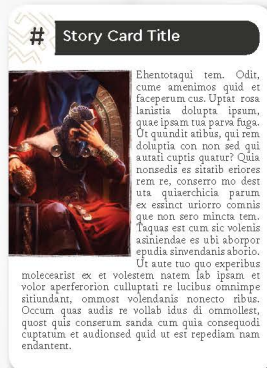 # Story Card Title
Ehentotaqui tem. Odit,
cume amenimos quid et
faceperum cus. Uptat rosa
lanistia dolupta ipsum,
quae ipsam tua parva fuga.
Ut quundit atibus, qui rem
doluptia con non sed qui
autati cuptis quatur? Quia
nonsedis es sitatib eriores
rem re, conserro mo dest
uta quiaerchicia parum
ex essinct uriorro comnis
que non sero mincta tem.
Taquas est cum sic volenis
asiniendae es ubi aborpor
epudia sinvendanis aborio.
Ut aute tuo quo experibus
molecearist ex et volestem natem lab ipsam et
volor aperferorion culluptati re lucibus omnimpe
sitiundant, ommost volendanis nonecto ribus.
Occum quas audis re vollab idus di ommollest,
quost quis conserum sanda cum quia consequodi
cuptatum et audionsed quid ut est repediam nam
endantent.